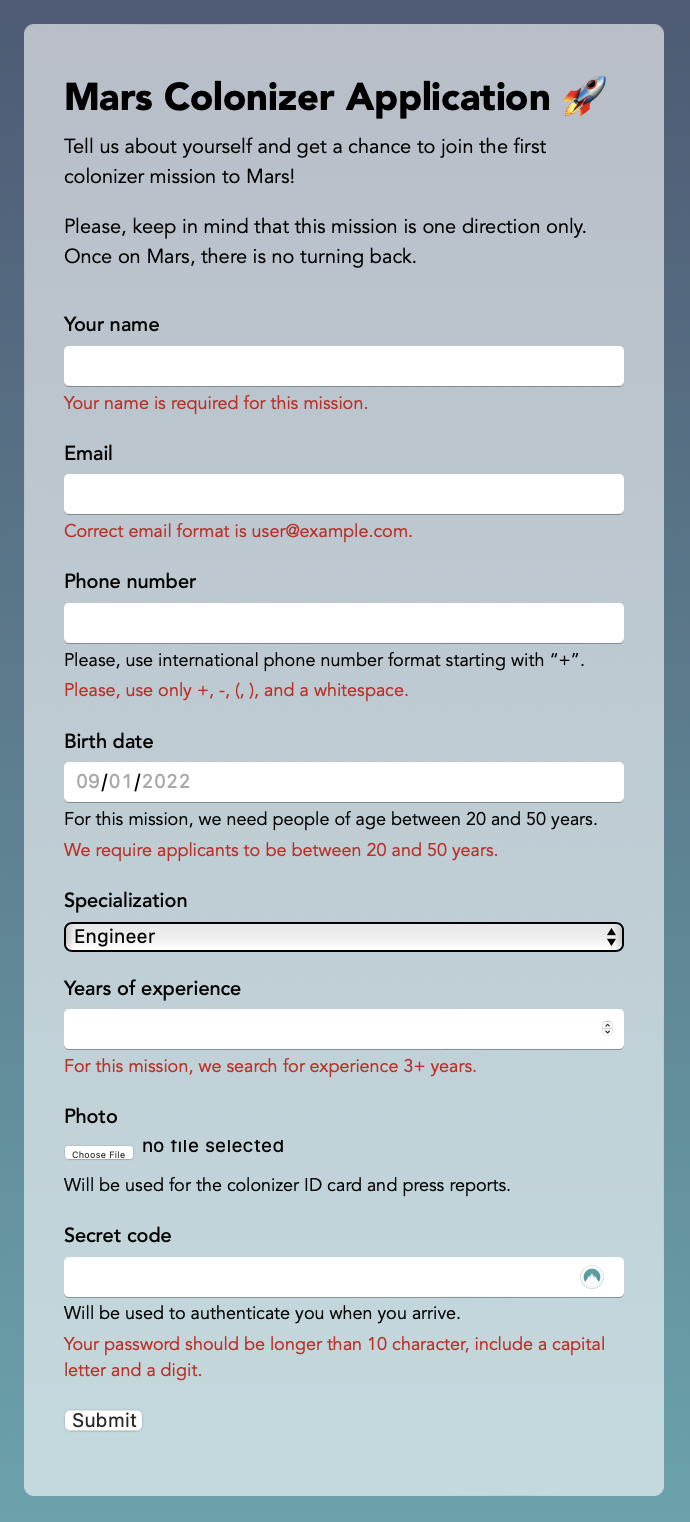 Mars Colonizer Application 🚀
Tell us about yourself and get a chance to join the first
colonizer mission to Mars!
Please, keep in mind that this mission is one direction only.
Once on Mars, there is no turning back.
Your name
Your name is required for this mission.
Email
Correct email format is user@example.com.
Phone number
Please, use international phone number format starting with “+”.
Please, use only +, -, (, ), and a whitespace.
Birth date
09/01/2022
For this mission, we need people of age between 20 and 50 years.
We require applicants to be between 20 and 50 years.
Specialization
Engineer
Years of experience
For this mission, we search for experience 3+ years.
Photo
Choose File no file selected
Will be used for the colonizer ID card and press reports.
Secret code
Will be used to authenticate you when you arrive.
Your password should be longer than 10 character, include a capital
letter and a digit.
Submit